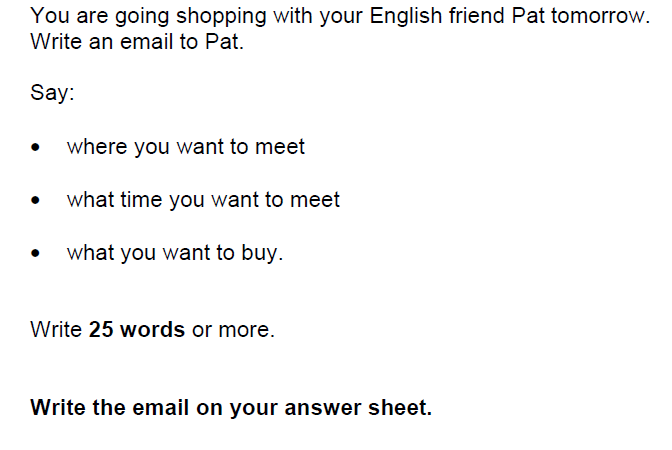 You are going shopping with your English friend Pat tomorrow.
Write an email to Pat.
Say:
• where you want to meet
• what time you want to meet
• what you want to buy.
Write 25 words or more.
Write the email on your answer sheet.